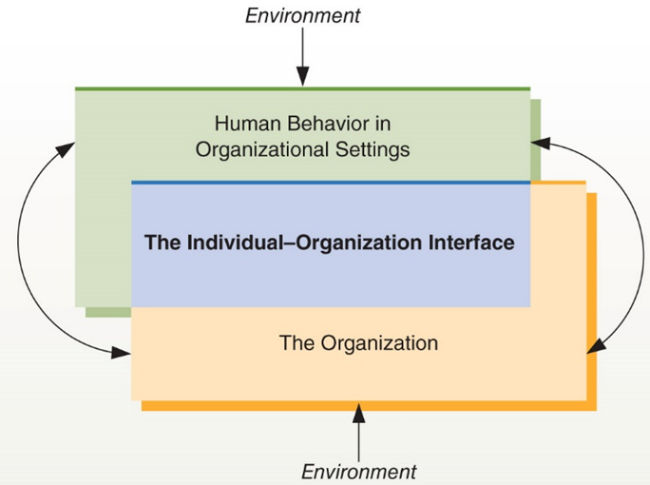 Environment
Human Behavior in
Organizational Settings
The Individual–Organization Interface
The Organization
Environment